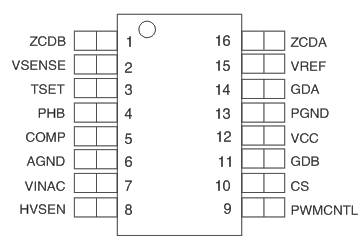 ZCDB 1 16 ZCDA
VSENSE 2 15 VREF
TSET 3 14 GDA
PHB 4 13 PGND
COMP 5 12 VCC
AGND 6 11 GDB
VINAC 7 10 CS
HVSEN 8 9 PWMCNTL